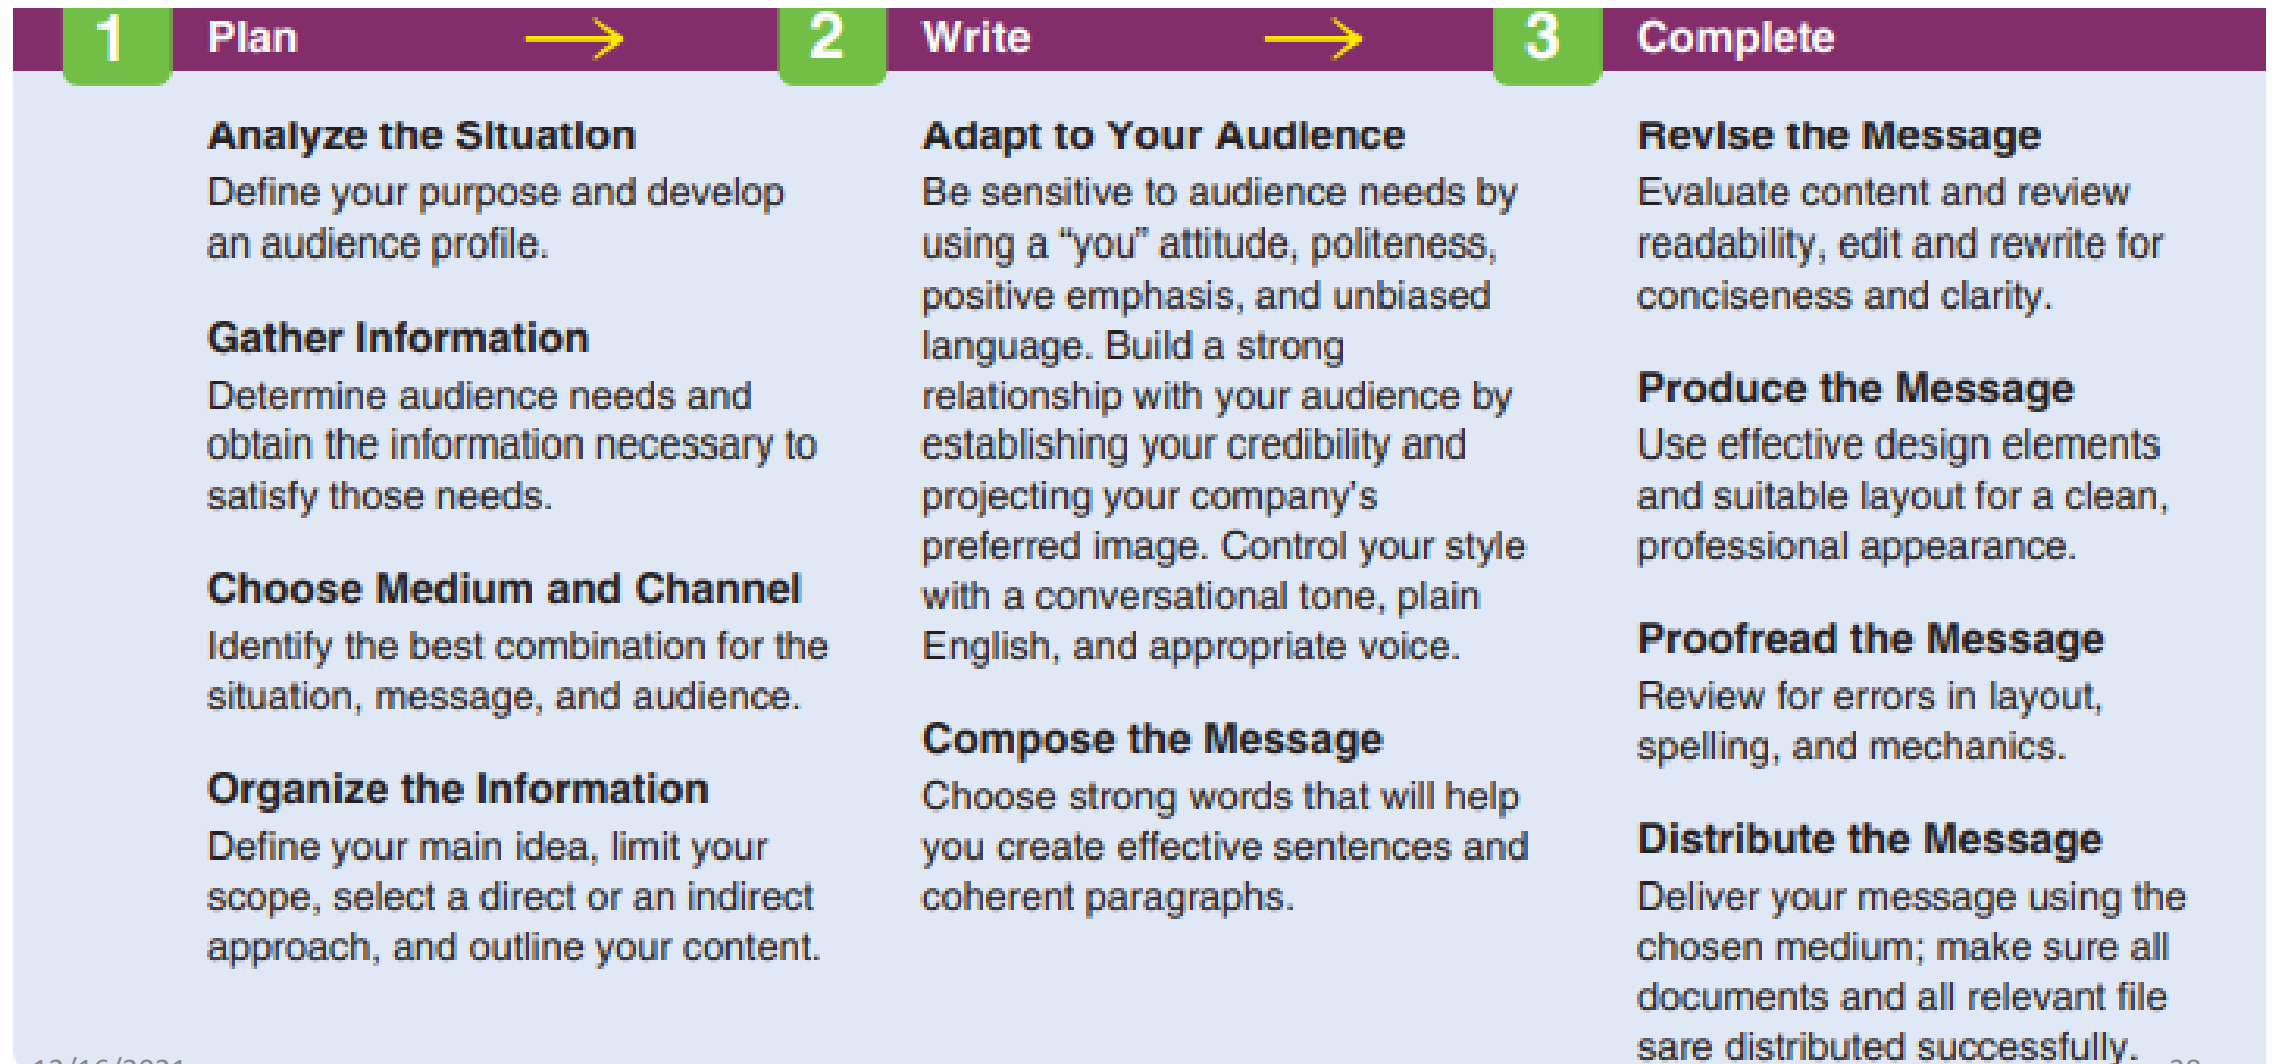 1 Plan → 2 Write → 3 Complete
Analyze the Situation
Define your purpose and develop
an audience profile.
Gather Information
Determine audience needs and
obtain the information necessary to
satisfy those needs.
Choose Medium and Channel
Identify the best combination for the
situation, message, and audience.
Organize the Information
Define your main idea, limit your
scope, select a direct or an indirect
approach, and outline your content.
Adapt to Your Audience
Be sensitive to audience needs by
using a “you” attitude, politeness,
positive emphasis, and unbiased
language. Build a strong
relationship with your audience by
establishing your credibility and
projecting your company’s
preferred image. Control your style
with a conversational tone, plain
English, and appropriate voice.
Compose the Message
Choose strong words that will help
you create effective sentences and
coherent paragraphs.
Revise the Message
Evaluate content and review
readability, edit and rewrite for
conciseness and clarity.
Produce the Message
Use effective design elements
and suitable layout for a clean,
professional appearance.
Proofread the Message
Review for errors in layout,
spelling, and mechanics.
Distribute the Message
Deliver your message using the
chosen medium; make sure all
documents and all relevant file
sare distributed successfully.